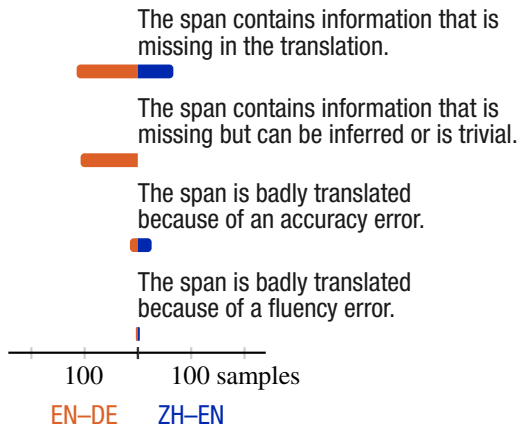 The span contains information that is
missing in the translation.
The span contains information that is
missing but can be inferred or is trivial.
The span is badly translated
because of an accuracy error.
The span is badly translated
because of a fluency error.
100 100 samples
EN–DE ZH–EN